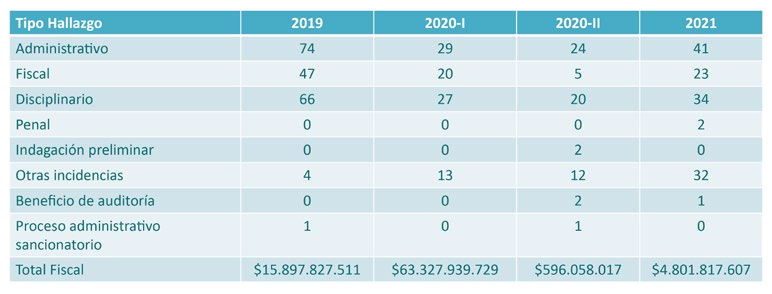 Tipo Hallazgo 2019 2020-I 2020-II 2021
Administrativo 74 29 24 41
Fiscal 47 20 5 23
Disciplinario 66 27 20 34
Penal 0 0 0 2
Indagación preliminar 0 0 2 0
Otras incidencias 4 13 12 32
Beneficio de auditoría 0 0 2 1
Proceso administrativo 1 0 1 0
sancionatorio
Total Fiscal $15.897.827.511 $63.327.939.729 $596.058.017 $4.801.817.607